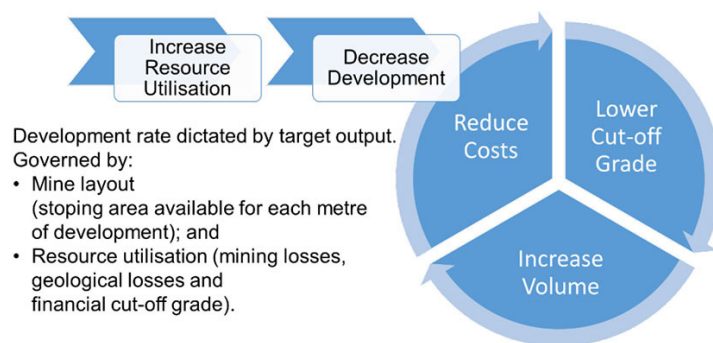 Increase
Resource
Utilisation
Decrease
Development
Development rate dictated by target output.
Governed by:
• Mine layout
(stoping area available for each metre
of development); and
• Resource utilisation (mining losses,
geological losses and
financial cut-off grade).
Reduce
Costs
Lower
Cut-off
Grade
Increase
Volume